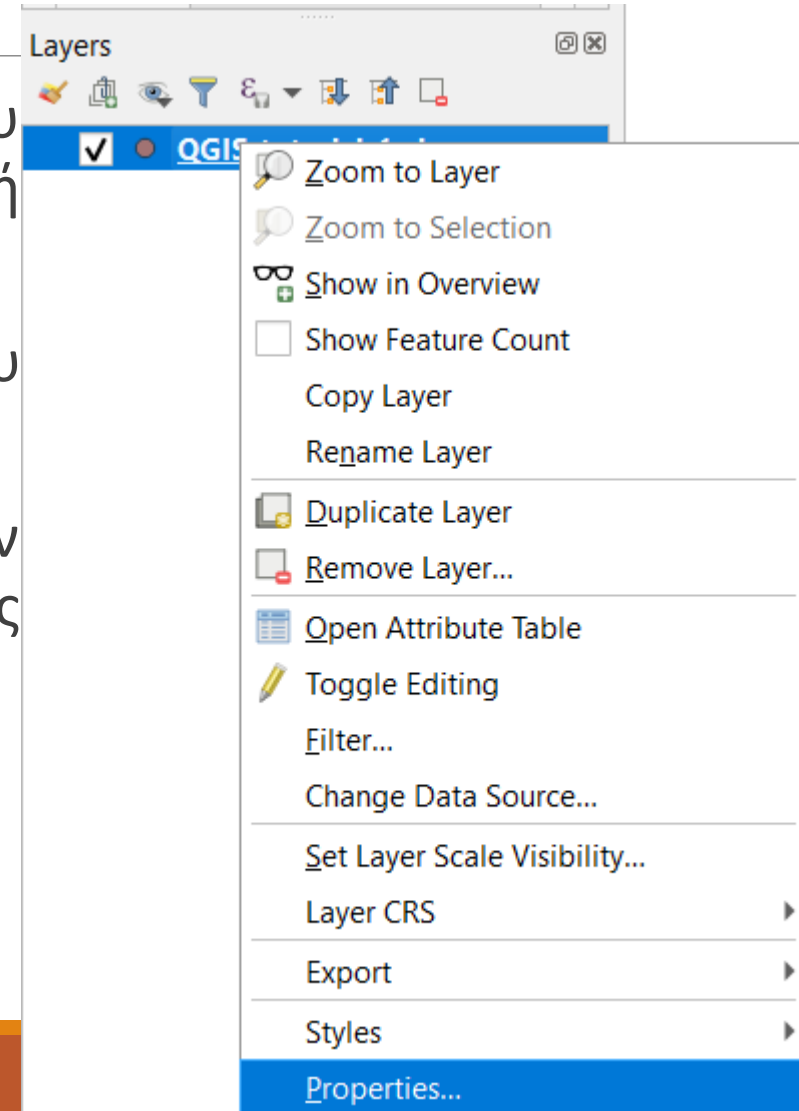 Layers
υ
ή
QGIS
Zoom to Layer
Zoom to Selection
Show in Overview
Show Feature Count
υ
Copy Layer
Rename Layer
Duplicate Layer
ν
Remove Layer...
ς
Open Attribute Table
Toggle Editing
Filter...
Change Data Source...
Set Layer Scale Visibility...
Layer CRS
Export
Styles
Properties...